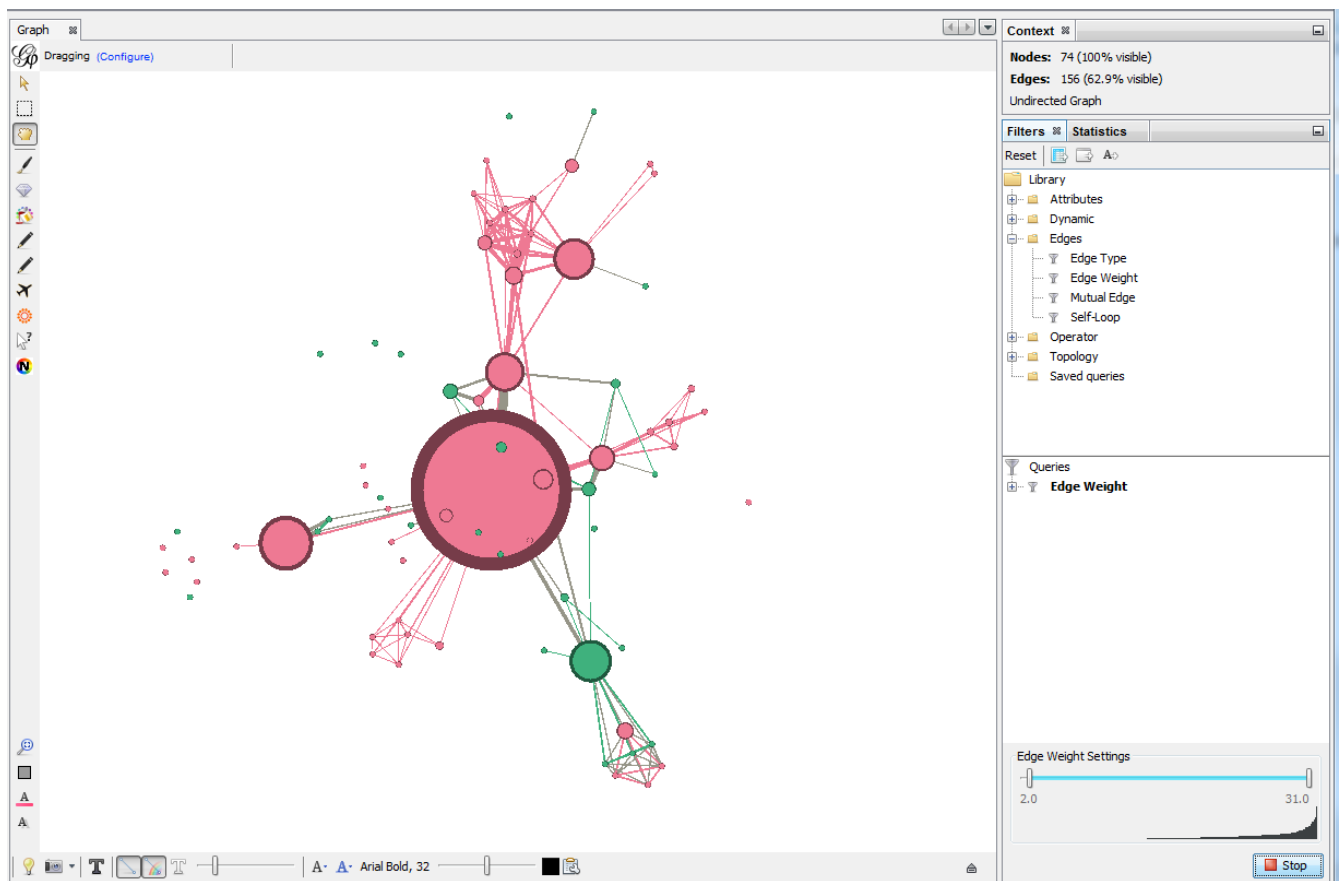 Graph
Dragging (Configure)
Context
Nodes: 74 (100% visible)
Edges: 156 (62.9% visible)
Undirected Graph
Filters Statistics
Reset
Library
Attributes
Dynamic
Edges
Edge Type
Edge Weight
Mutual Edge
Self-Loop
Operator
Topology
Saved queries
Queries
Edge Weight
Edge Weight Settings
2.0 31.0
Arial Bold, 32
Stop